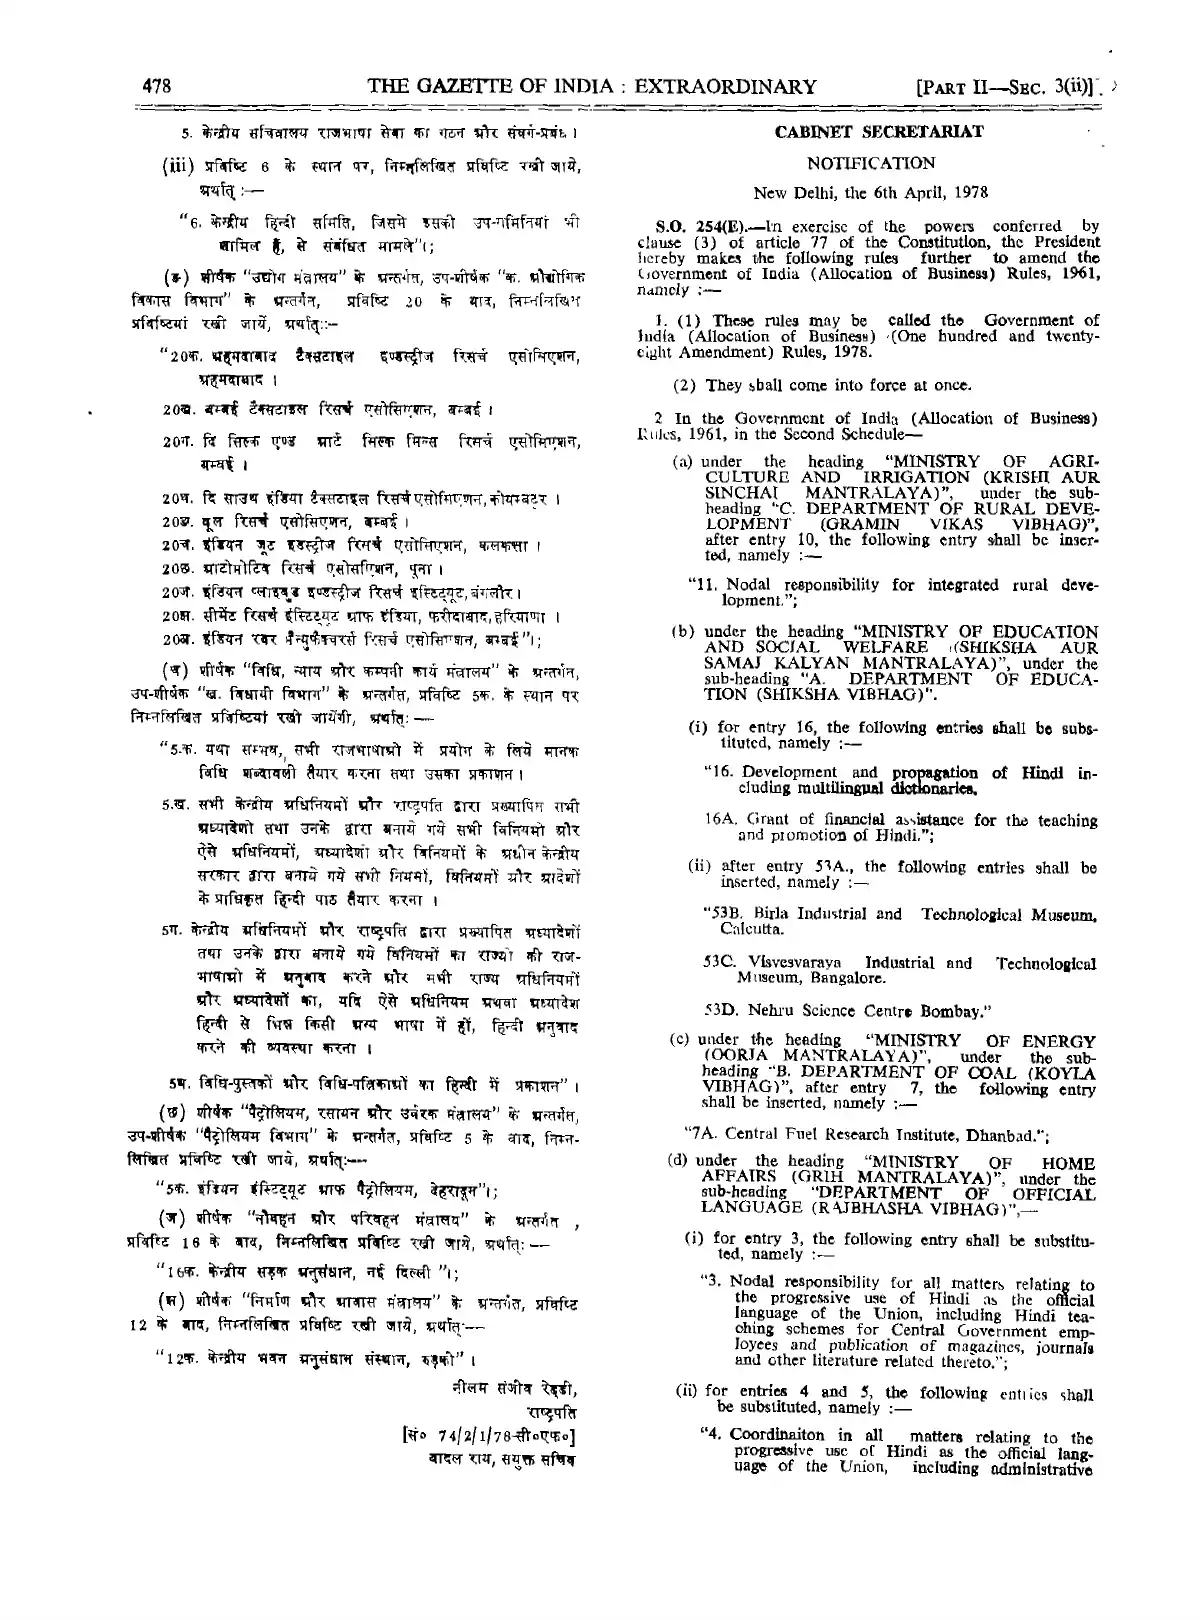 478 THE GAZETTE OF INDIA : EXTRAORDINARY [PART II—SEC. 3(ii)]
5. केन्द्रीय सचिवालय राजभाषा सेवा का गठन और संवर्ग-प्रबंध ।
(iii) प्रविष्टि 6 के स्थान पर, निम्नलिखित प्रविष्टि रखी जाये,
अर्थात् :—
"6. केन्द्रीय हिन्दी समिति, जिसमें इसकी उप-समितियां भी
शामिल हैं, से संबंधित मामले"।;
(ङ) शीर्षक "उद्योग मंत्रालय" के अन्तर्गत, उप-शीर्षक "क. औद्योगिक
विकास विभाग" के अन्तर्गत, प्रविष्टि 20 के बाद, निम्नलिखित
प्रविष्टियां रखी जायें, अर्थात्::–
"20क. अहमदाबाद टैक्सटाइल इण्डस्ट्रीज रिसर्च एसोसिएशन,
अहमदाबाद ।
20ख. बम्बई टैक्सटाइल रिसर्च एसोसिएशन, बम्बई ।
20ग. दि सिल्क एण्ड आर्ट सिल्क मिल्स रिसर्च एसोसिएशन,
बम्बई ।
20घ. दि साउथ इंडिया टैक्सटाइल रिसर्च एसोसिएशन, कोयम्बटूर ।
20ङ. वूल रिसर्च एसोसिएशन, बम्बई ।
20च. इंडियन जूट इंडस्ट्रीज रिसर्च एसोसिएशन, कलकत्ता ।
20छ. आटोमोटिव रिसर्च एसोसिएशन, पूना ।
20ज. इंडियन प्लाइवुड इण्डस्ट्रीज रिसर्च इंस्टिट्यूट, बंगलौर ।
20झ. सीमेंट रिसर्च इंस्टिट्यूट आफ इंडिया, फरीदाबाद, हरियाणा ।
20ञ. इंडियन रबर मैन्युफैक्चरर्स रिसर्च एसोसिएशन, बम्बई"।;
(च) शीर्षक "विधि, न्याय और कम्पनी कार्य मंत्रालय" के अन्तर्गत,
उप-शीर्षक "ख. विधायी विभाग" के अन्तर्गत, प्रविष्टि 5क. के स्थान पर
निम्नलिखित प्रविष्टियां रखी जायेंगी, अर्थात्: —
"5.क. यथा सम्भव, सभी राजभाषाओं में प्रयोग के लिये मानक
विधि शब्दावली तैयार करना तथा उसका प्रकाशन ।
5.ख. सभी केन्द्रीय अधिनियमों और राष्ट्रपति द्वारा प्रख्यापित सभी
अध्यादेशों तथा उनके द्वारा बनाये गये सभी विनियमों और
ऐसे अधिनियमों, अध्यादेशों और विनियमों के अधीन केन्द्रीय
सरकार द्वारा बनाये गये सभी नियमों, विनियमों और आदेशों
के प्राधिकृत हिन्दी पाठ तैयार करना ।
5ग. केन्द्रीय अधिनियमों और राष्ट्रपति द्वारा प्रख्यापित अध्यादेशों
तथा उनके द्वारा बनाये गये विनियमों का राज्यों की राज-
भाषाओं में अनुवाद करने और सभी राज्य अधिनियमों
और अध्यादेशों का, यदि ऐसे अधिनियम अथवा अध्यादेश
हिन्दी से भिन्न किसी अन्य भाषा में हों, हिन्दी अनुवाद
करने की व्यवस्था करना ।
5घ. विधि-पुस्तकों और विधि-पत्रिकाओं का हिन्दी में प्रकाशन" ।
(छ) शीर्षक "पैट्रोलियम, रसायन और उर्वरक मंत्रालय" के अन्तर्गत,
उप-शीर्षक "पैट्रोलियम विभाग" के अन्तर्गत, प्रविष्टि 5 के बाद, निम्न-
लिखित प्रविष्टि रखी जाये, अर्थात्:—
"5क. इंडियन इंस्टिट्यूट आफ पैट्रोलियम, देहरादून"।;
(ज) शीर्षक "नौवहन और परिवहन मंत्रालय" के अन्तर्गत ,
प्रविष्टि 16 के बाद, निम्नलिखित प्रविष्टि रखी जाये, अर्थात्: —
"16क. केन्द्रीय सड़क अनुसंधान, नई दिल्ली "।;
(झ) शीर्षक "निर्माण और आवास मंत्रालय" के अन्तर्गत, प्रविष्टि
12 के बाद, निम्नलिखित प्रविष्टि रखी जाये, अर्थात्—
"12क. केन्द्रीय भवन अनुसंधान संस्थान, रुड़की" ।
नीलम संजीव रेड्डी,
राष्ट्रपति
[सं० 74/2/1/78-सी०एफ०]
बादल राय, संयुक्त सचिव
CABINET SECRETARIAT
NOTIFICATION
New Delhi, the 6th April, 1978
S.O. 254(E).—In exercise of the powers conferred by
clause (3) of article 77 of the Constitution, the President
hereby makes the following rules further to amend the
Government of India (Allocation of Business) Rules, 1961,
namely :—
1. (1) These rules may be called the Government of
India (Allocation of Business) (One hundred and twenty-
eight Amendment) Rules, 1978.
(2) They shall come into force at once.
2 In the Government of India (Allocation of Business)
Rules, 1961, in the Second Schedule—
(a) under the heading "MINISTRY OF AGRI-
CULTURE AND IRRIGATION (KRISHI AUR
SINCHAI MANTRALAYA)", under the sub-
heading "C. DEPARTMENT OF RURAL DEVE-
LOPMENT (GRAMIN VIKAS VIBHAG)",
after entry 10, the following entry shall be inser-
ted, namely :—
"11. Nodal responsibility for integrated rural deve-
lopment.";
(b) under the heading "MINISTRY OF EDUCATION
AND SOCIAL WELFARE (SHIKSHA AUR
SAMAJ KALYAN MANTRALAYA)", under the
sub-heading "A. DEPARTMENT OF EDUCA-
TION (SHIKSHA VIBHAG)".
(i) for entry 16, the following entries shall be subs-
tituted, namely :—
"16. Development and propagation of Hindi in-
cluding multilingual dictionaries.
16A. Grant of financial assistance for the teaching
and promotion of Hindi.";
(ii) after entry 53A., the following entries shall be
inserted, namely :—
"53B. Birla Industrial and Technological Museum,
Calcutta.
53C. Visvesvaraya Industrial and Technological
Museum, Bangalore.
53D. Nehru Science Centre Bombay."
(c) under the heading "MINISTRY OF ENERGY
(OORJA MANTRALAYA)", under the sub-
heading "B. DEPARTMENT OF COAL (KOYLA
VIBHAG)", after entry 7, the following entry
shall be inserted, namely :—
"7A. Central Fuel Research Institute, Dhanbad.";
(d) under the heading "MINISTRY OF HOME
AFFAIRS (GRIH MANTRALAYA)", under the
sub-heading "DEPARTMENT OF OFFICIAL
LANGUAGE (RAJBHASHA VIBHAG)",—
(i) for entry 3, the following entry shall be substitu-
ted, namely :—
"3. Nodal responsibility for all matters relating to
the progressive use of Hindi as the official
language of the Union, including Hindi tea-
ching schemes for Central Government emp-
loyees and publication of magazines, journals
and other literature related thereto.";
(ii) for entries 4 and 5, the following entries shall
be substituted, namely :—
"4. Coordinaiton in all matters relating to the
progressive use of Hindi as the official lang-
uage of the Union, including administrative